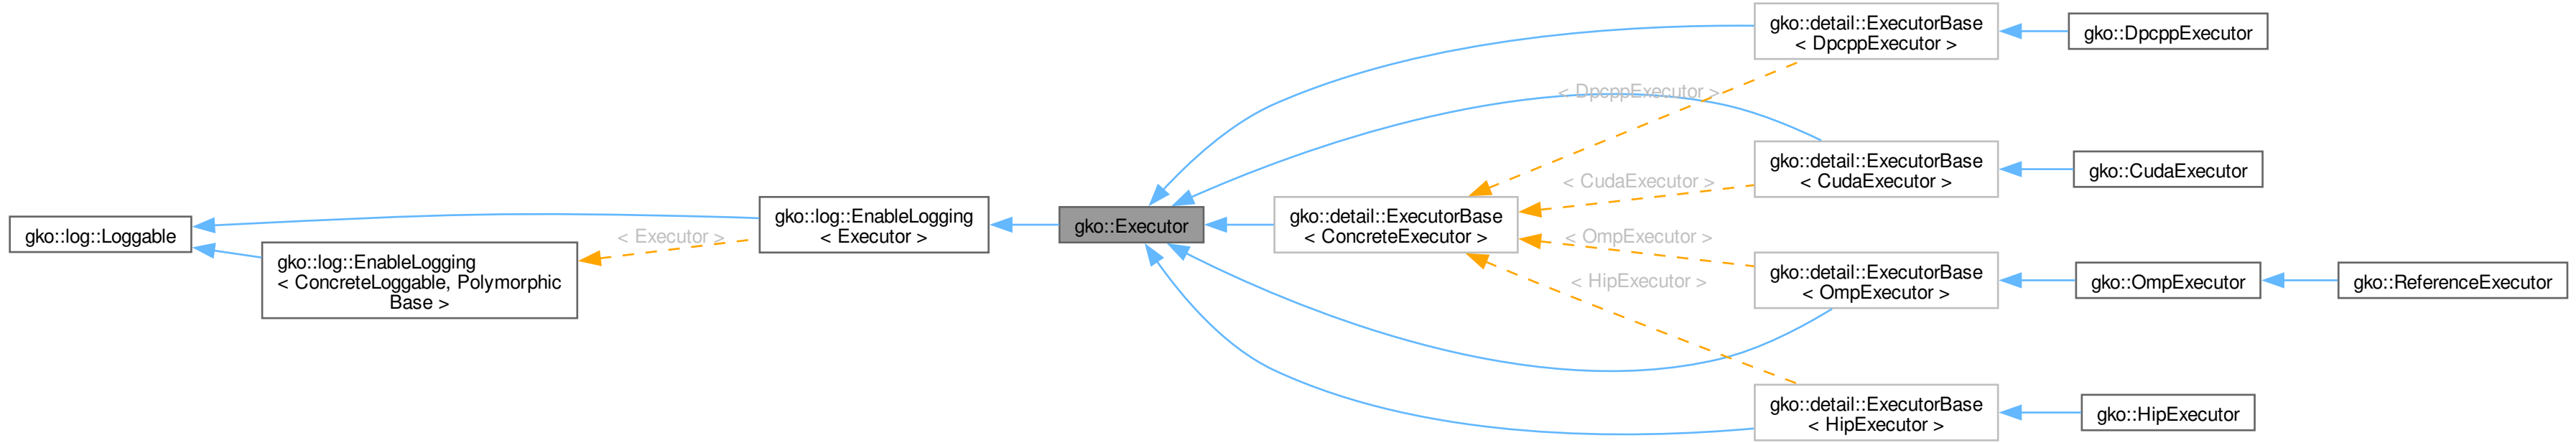 gko::log::Loggable
gko::log::EnableLogging
< ConcreteLoggable, Polymorphic
Base >
< Executor >
gko::log::EnableLogging
< Executor >
gko::Executor
gko::detail::ExecutorBase
< ConcreteExecutor >
< DpcppExecutor >
< CudaExecutor >
< OmpExecutor >
< HipExecutor >
gko::detail::ExecutorBase
< DpcppExecutor >
gko::DpcppExecutor
gko::detail::ExecutorBase
< CudaExecutor >
gko::CudaExecutor
gko::detail::ExecutorBase
< OmpExecutor >
gko::OmpExecutor
gko::ReferenceExecutor
gko::detail::ExecutorBase
< HipExecutor >
gko::HipExecutor